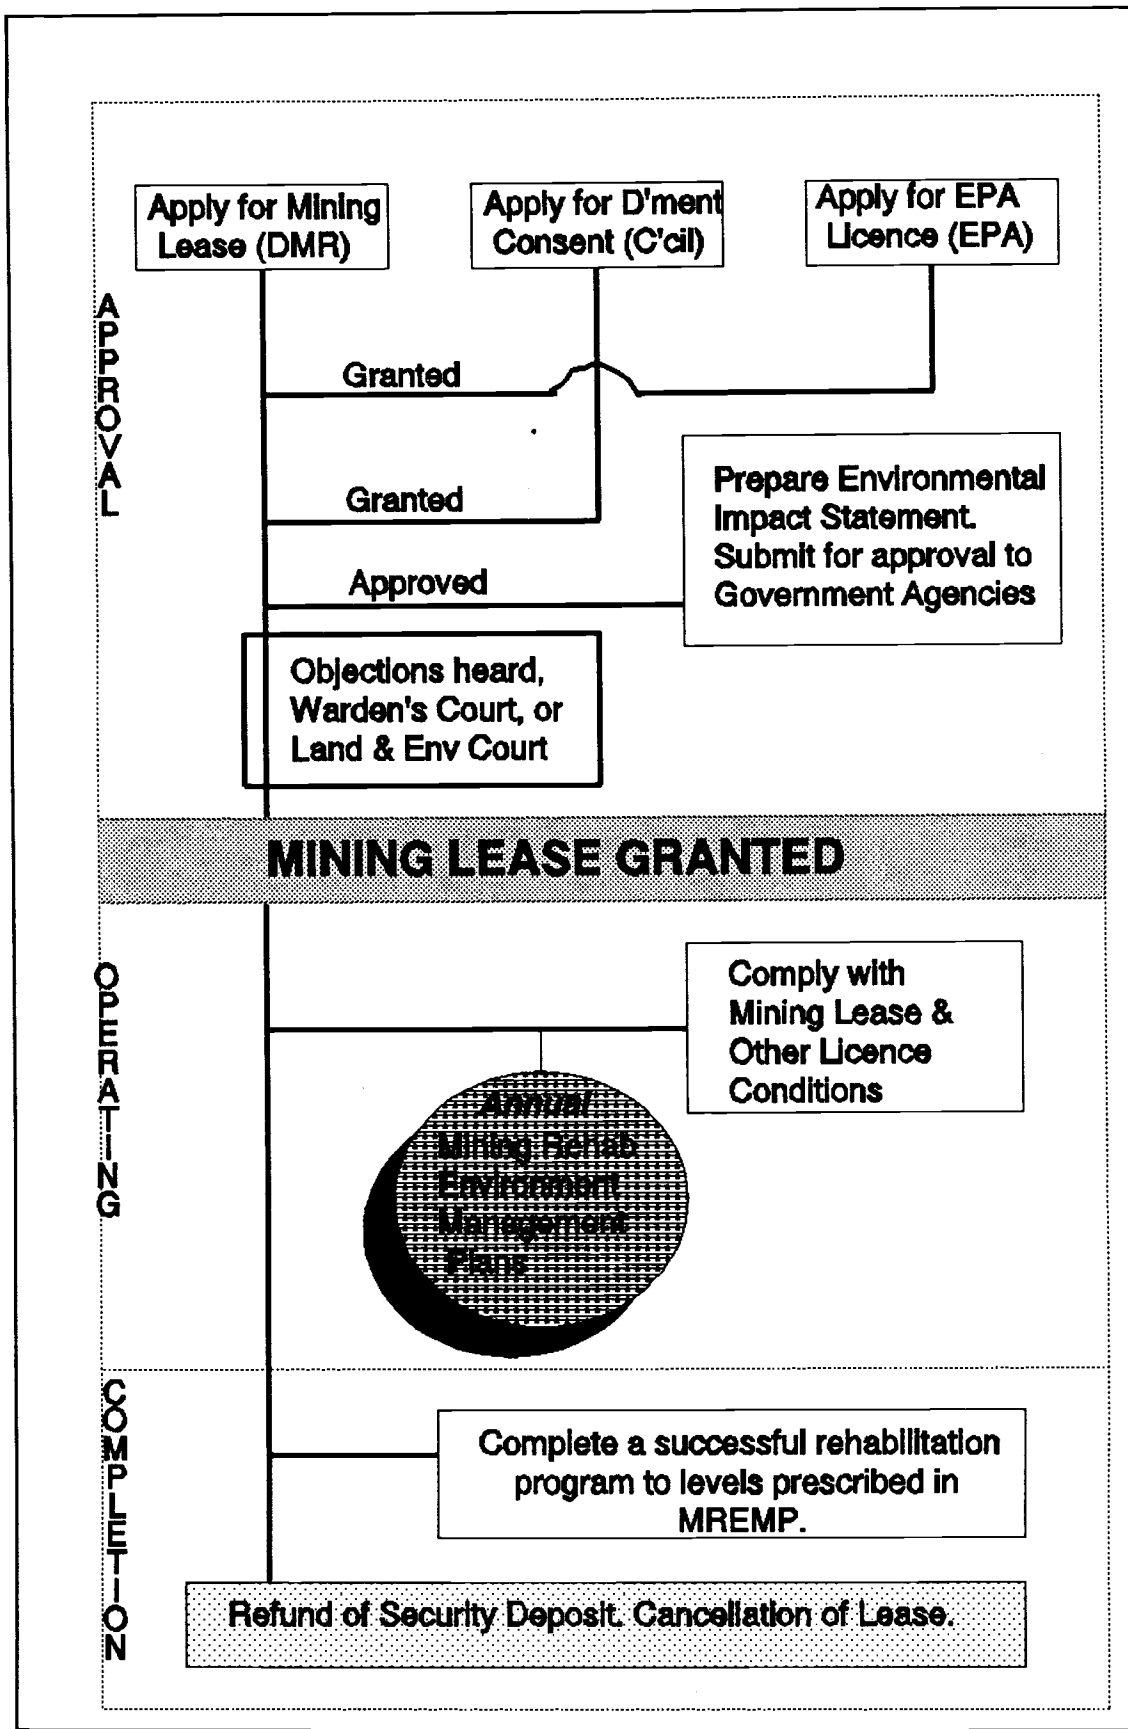 Apply for Mining
Lease (DMR)
Apply for D'ment
Consent (C'cil)
Apply for EPA
Licence (EPA)
APPROVAL
Granted
Granted
Prepare Environmental
Impact Statement.
Submit for approval to
Government Agencies
Approved
Objections heard,
Warden's Court, or
Land & Env Court
MINING LEASE GRANTED
OPERATING
Comply with
Mining Lease &
Other Licence
Conditions
Annual
Mining Rehab
Environment
Management
Plans
COMPLETION
Complete a successful rehabilitation
program to levels prescribed in
MREMP.
Refund of Security Deposit. Cancellation of Lease.